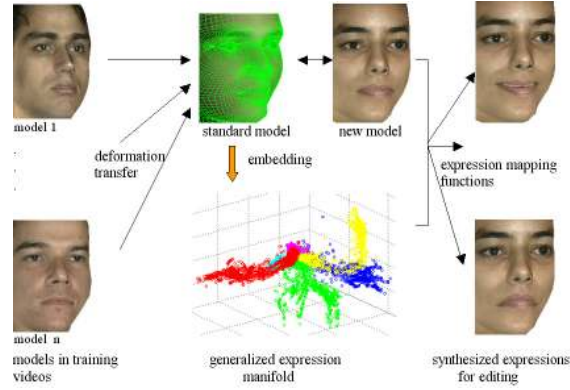 model 1
standard model
new model
deformation
transfer
embedding
expression mapping
functions
model n
models in training
videos
generalized expression
manifold
synthesized expressions
for editing